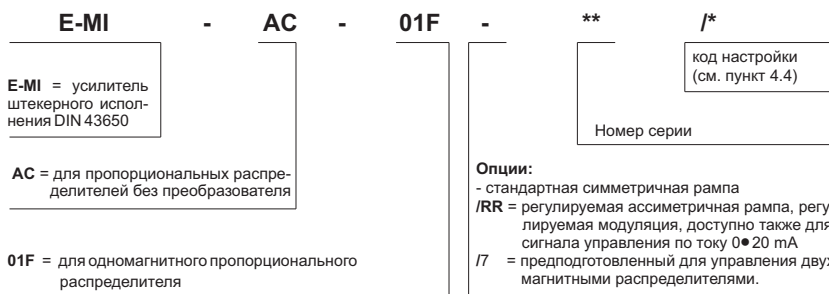 E-MI - AC - 01F - ** /*
код настройки
(см. пункт 4.4)
E-MI = усилитель
штекерного испол-
нения DIN 43650
Номер серии
AC = для пропорциональных распре-
делителей без преобразователя
Опции:
- стандартная симметричная рампа
/RR = регулируемая ассиметричная рампа, регу
лируемая модуляция, доступно также для
сигнала управления по току 0●20 mA
/7 = предподготовленный для управления двух
магнитными распределителями.
01F = для одномагнитного пропорционального
распределителя